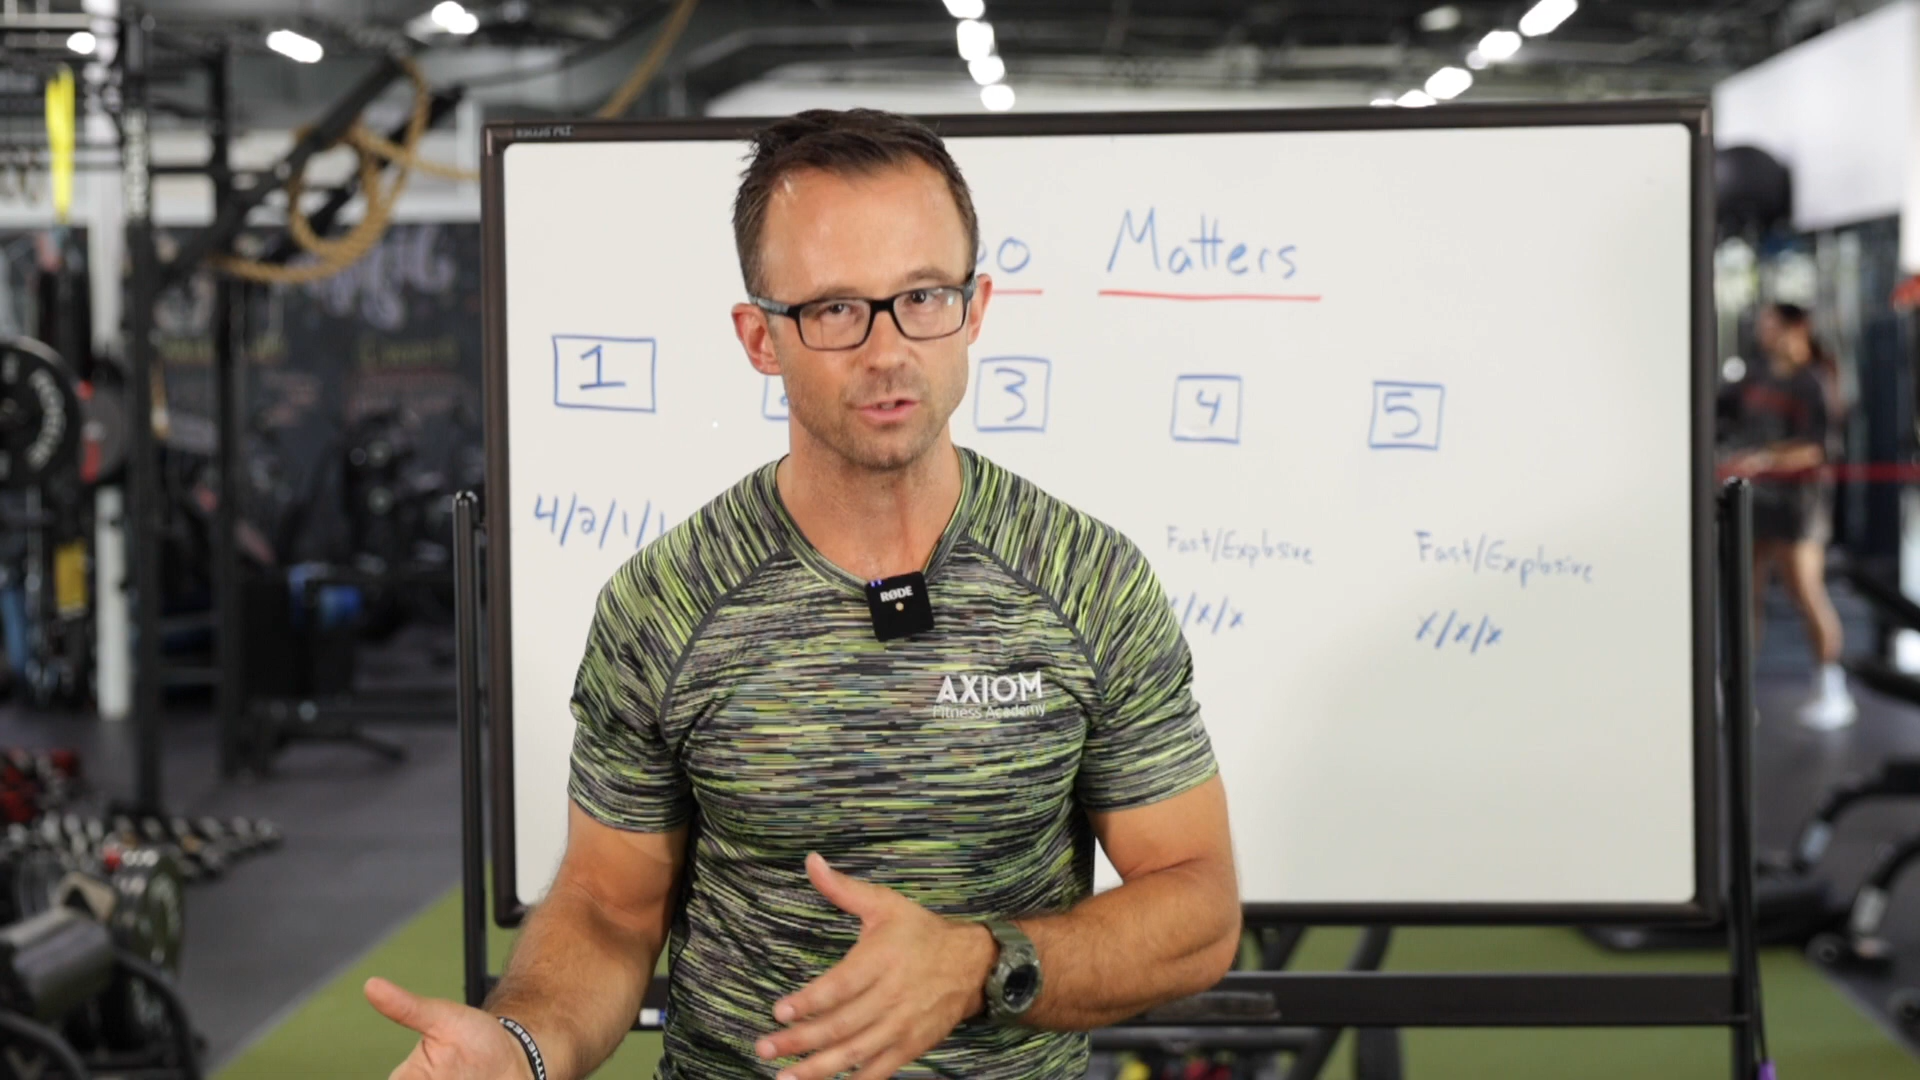 Matters
1
3
4
5
4/2/1/1
Fast/Explosive
Fast/Explosive
/x/x
x/x/x
RØDE
AXIOM
Fitness Academy